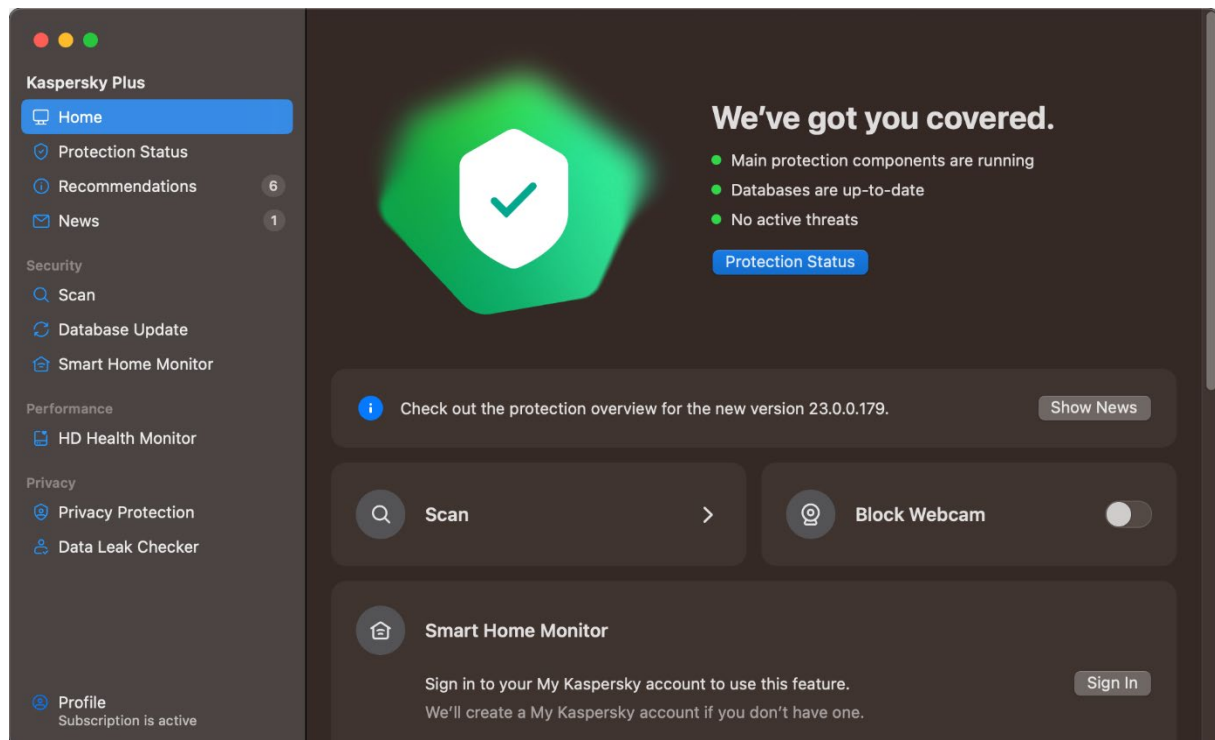 Kaspersky Plus
Home
Protection Status
Recommendations 6
News 1
Security
Scan
Database Update
Smart Home Monitor
Performance
HD Health Monitor
Privacy
Privacy Protection
Data Leak Checker
Profile
Subscription is active
We’ve got you covered.
Main protection components are running
Databases are up-to-date
No active threats
Protection Status
Check out the protection overview for the new version 23.0.0.179. Show News
Scan
Block Webcam
Smart Home Monitor
Sign in to your My Kaspersky account to use this feature. Sign In
We’ll create a My Kaspersky account if you don’t have one.